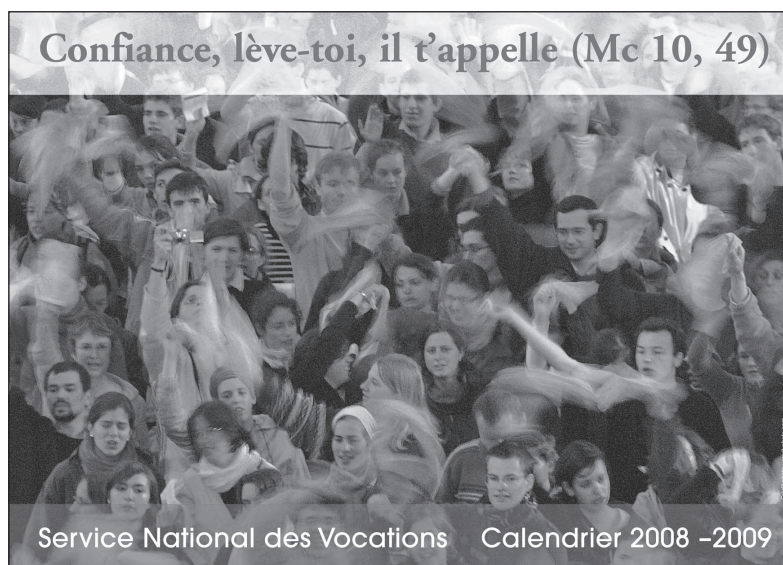 Confiance, lève-toi, il t'appelle (Mc 10, 49)
Service National des Vocations Calendrier 2008 –2009